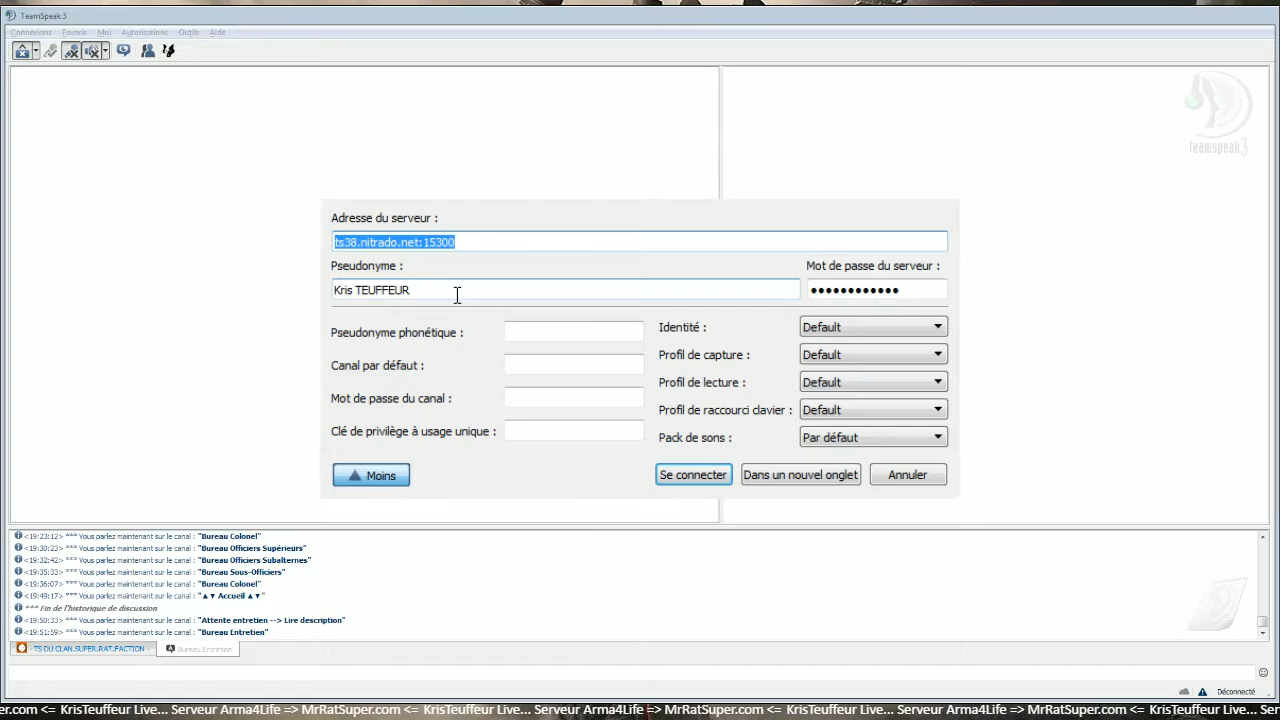 TeamSpeak 3
Connexions Favoris Moi Autorisations Outils Aide
teamspeak3
Adresse du serveur :
ts38.nitrado.net:15300
Pseudonyme :
Mot de passe du serveur :
Kris TEUFFEUR
●●●●●●●●●●●●
Pseudonyme phonétique :
Identité :
Default
Canal par défaut :
Profil de capture :
Default
Mot de passe du canal :
Profil de lecture :
Default
Clé de privilège à usage unique :
Profil de raccourci clavier :
Default
Pack de sons :
Par défaut
▲ Moins
Se connecter
Dans un nouvel onglet
Annuler
<19:23:12> *** Vous parlez maintenant sur le canal : "Bureau Colonel"
<19:30:23> *** Vous parlez maintenant sur le canal : "Bureau Officiers Supérieurs"
<19:32:42> *** Vous parlez maintenant sur le canal : "Bureau Officiers Subalternes"
<19:35:33> *** Vous parlez maintenant sur le canal : "Bureau Sous-Officiers"
<19:36:07> *** Vous parlez maintenant sur le canal : "Bureau Colonel"
<19:49:17> *** Vous parlez maintenant sur le canal : "▲▼ Accueil ▲▼"
*** Fin de l'historique de discussion
<19:50:33> *** Vous parlez maintenant sur le canal : "Attente entretien --> Lire description"
<19:51:59> *** Vous parlez maintenant sur le canal : "Bureau Entretien"
- TS DU CLAN.SUPER.RAT.FACTION -
Bureau Entretien
Déconnecté
er.com <= KrisTeuffeur Live... Serveur Arma4Life => MrRatSuper.com <= KrisTeuffeur Live... Serveur Arma4Life => MrRatSuper.com <= KrisTeuffeur Live... Se